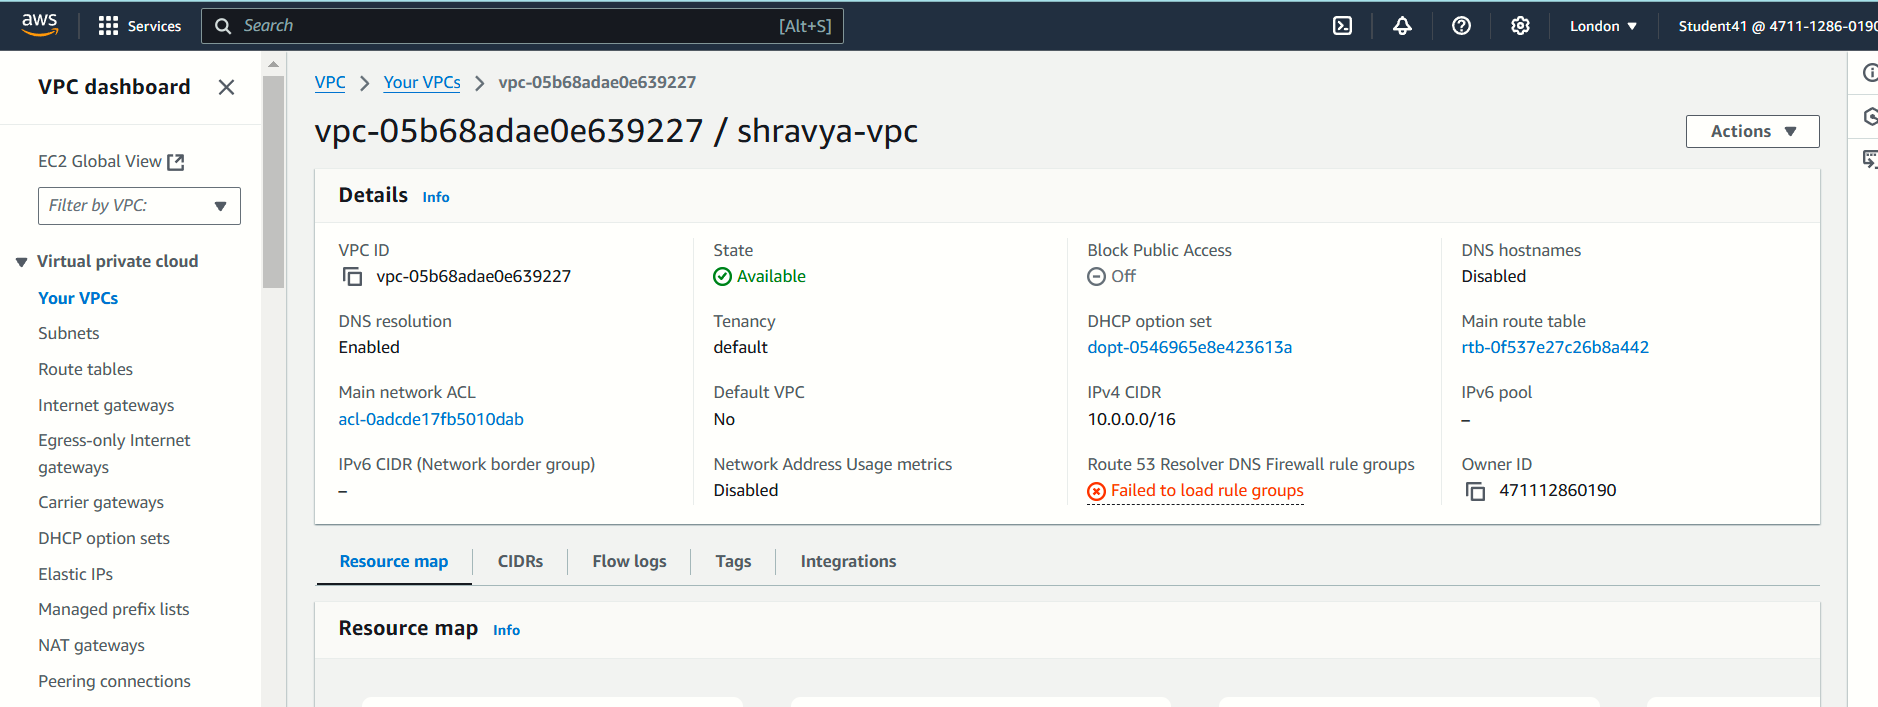 aws
Services
Search
[Alt+S]
London
Student41 @ 4711-1286-0190
VPC dashboard
EC2 Global View
Filter by VPC:
Virtual private cloud
Your VPCs
Subnets
Route tables
Internet gateways
Egress-only Internet
gateways
Carrier gateways
DHCP option sets
Elastic IPs
Managed prefix lists
NAT gateways
Peering connections
VPC
Your VPCs
vpc-05b68adae0e639227
vpc-05b68adae0e639227 / shravya-vpc
Actions
Details Info
VPC ID
vpc-05b68adae0e639227
State
Available
Block Public Access
Off
DNS hostnames
Disabled
DNS resolution
Enabled
Tenancy
default
DHCP option set
dopt-0546965e8e423613a
Main route table
rtb-0f537e27c26b8a442
Main network ACL
acl-0adcde17fb5010dab
Default VPC
No
IPv4 CIDR
10.0.0.0/16
IPv6 pool
–
IPv6 CIDR (Network border group)
–
Network Address Usage metrics
Disabled
Route 53 Resolver DNS Firewall rule groups
Failed to load rule groups
Owner ID
471112860190
Resource map
CIDRs
Flow logs
Tags
Integrations
Resource map Info